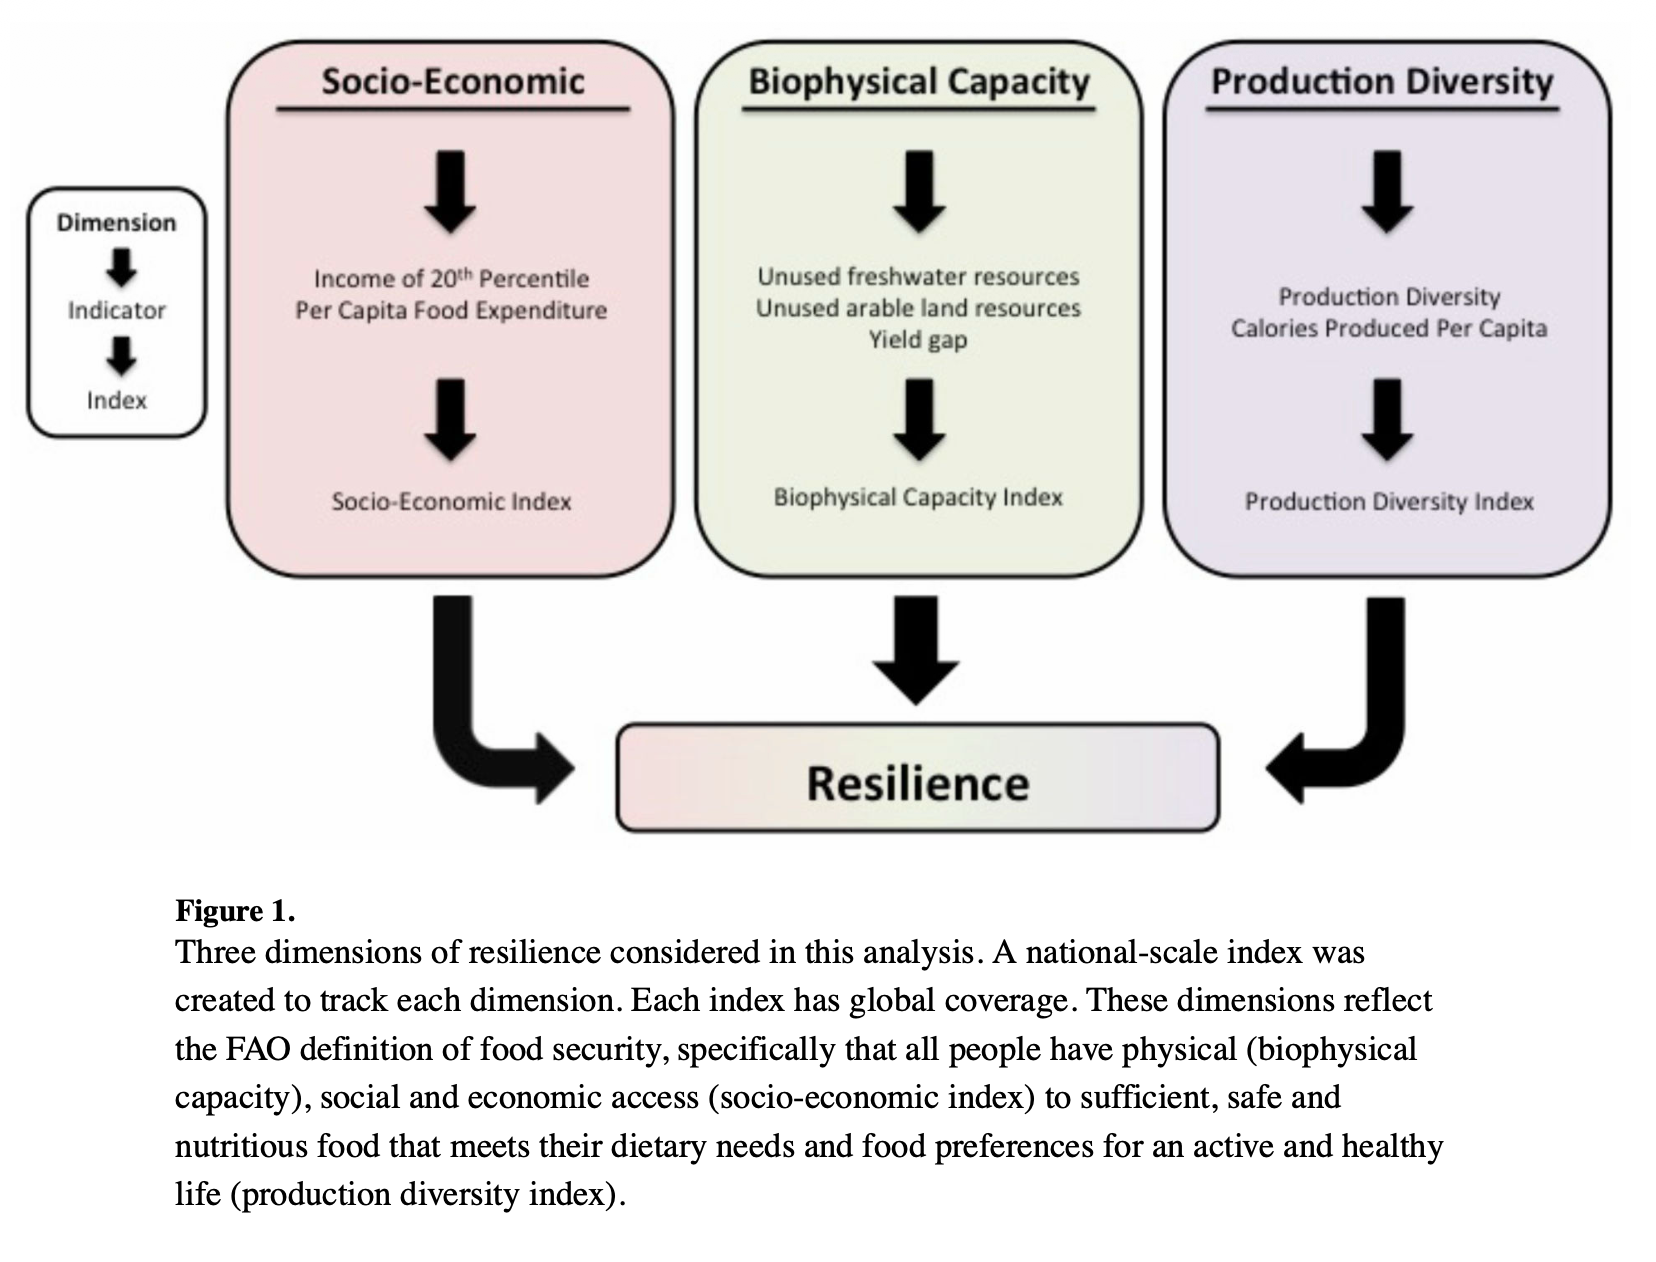 Dimension
Indicator
Index
Socio-Economic
Income of 20th Percentile
Per Capita Food Expenditure
Socio-Economic Index
Biophysical Capacity
Unused freshwater resources
Unused arable land resources
Yield gap
Biophysical Capacity Index
Production Diversity
Production Diversity
Calories Produced Per Capita
Production Diversity Index
Resilience
Figure 1.
Three dimensions of resilience considered in this analysis. A national-scale index was
created to track each dimension. Each index has global coverage. These dimensions reflect
the FAO definition of food security, specifically that all people have physical (biophysical
capacity), social and economic access (socio-economic index) to sufficient, safe and
nutritious food that meets their dietary needs and food preferences for an active and healthy
life (production diversity index).